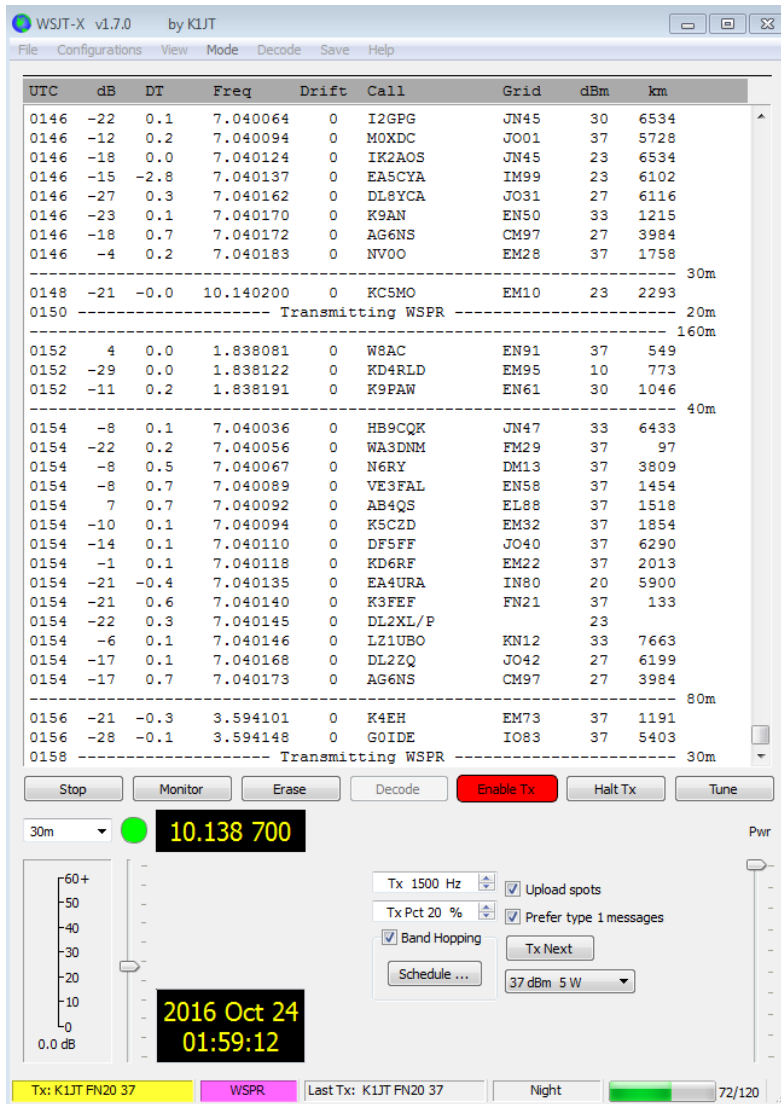 WSJT-X v1.7.0 by K1JT
File Configurations View Mode Decode Save Help
UTC dB DT Freq Drift Call Grid dBm km
0146 -22 0.1 7.040064 0 I2GPG JN45 30 6534
0146 -12 0.2 7.040094 0 M0XDC JO01 37 5728
0146 -18 0.0 7.040124 0 IK2AOS JN45 23 6534
0146 -15 -2.8 7.040137 0 EA5CYA IM99 23 6102
0146 -27 0.3 7.040162 0 DL8YCA JO31 27 6116
0146 -23 0.1 7.040170 0 K9AN EN50 33 1215
0146 -18 0.7 7.040172 0 AG6NS CM97 27 3984
0146 -4 0.2 7.040183 0 NV0O EM28 37 1758
------------------------------------------------------------------ 30m
0148 -21 -0.0 10.140200 0 KC5MO EM10 23 2293
0150 -------------------- Transmitting WSPR ----------------------- 20m
------------------------------------------------------------------ 160m
0152 4 0.0 1.838081 0 W8AC EN91 37 549
0152 -29 0.0 1.838122 0 KD4RLD EM95 10 773
0152 -11 0.2 1.838191 0 K9PAW EN61 30 1046
------------------------------------------------------------------ 40m
0154 -8 0.1 7.040036 0 HB9CQK JN47 33 6433
0154 -22 0.2 7.040056 0 WA3DNM FM29 37 97
0154 -8 0.5 7.040067 0 N6RY DM13 37 3809
0154 -8 0.7 7.040089 0 VE3FAL EN58 37 1454
0154 7 0.7 7.040092 0 AB4QS EL88 37 1518
0154 -10 0.1 7.040094 0 K5CZD EM32 37 1854
0154 -14 0.1 7.040110 0 DF5FF JO40 37 6290
0154 -1 0.1 7.040118 0 KD6RF EM22 37 2013
0154 -21 -0.4 7.040135 0 EA4URA IN80 20 5900
0154 -21 0.6 7.040140 0 K3FEF FN21 37 133
0154 -22 0.3 7.040145 0 DL2XL/P 23
0154 -6 0.1 7.040146 0 LZ1UBO KN12 33 7663
0154 -17 0.1 7.040168 0 DL2ZQ JO42 27 6199
0154 -17 0.7 7.040173 0 AG6NS CM97 27 3984
------------------------------------------------------------------ 80m
0156 -21 -0.3 3.594101 0 K4EH EM73 37 1191
0156 -28 -0.1 3.594148 0 G0IDE IO83 37 5403
0158 -------------------- Transmitting WSPR ----------------------- 30m
Stop Monitor Erase Decode Enable Tx Halt Tx Tune
30m 10.138 700 Pwr
60+
50
40
30
20
10
0
0.0 dB
Tx 1500 Hz Upload spots
Tx Pct 20 % Prefer type 1 messages
Band Hopping Tx Next
Schedule ... 37 dBm 5 W
2016 Oct 24
01:59:12
Tx: K1JT FN20 37 WSPR Last Tx: K1JT FN20 37 Night 72/120